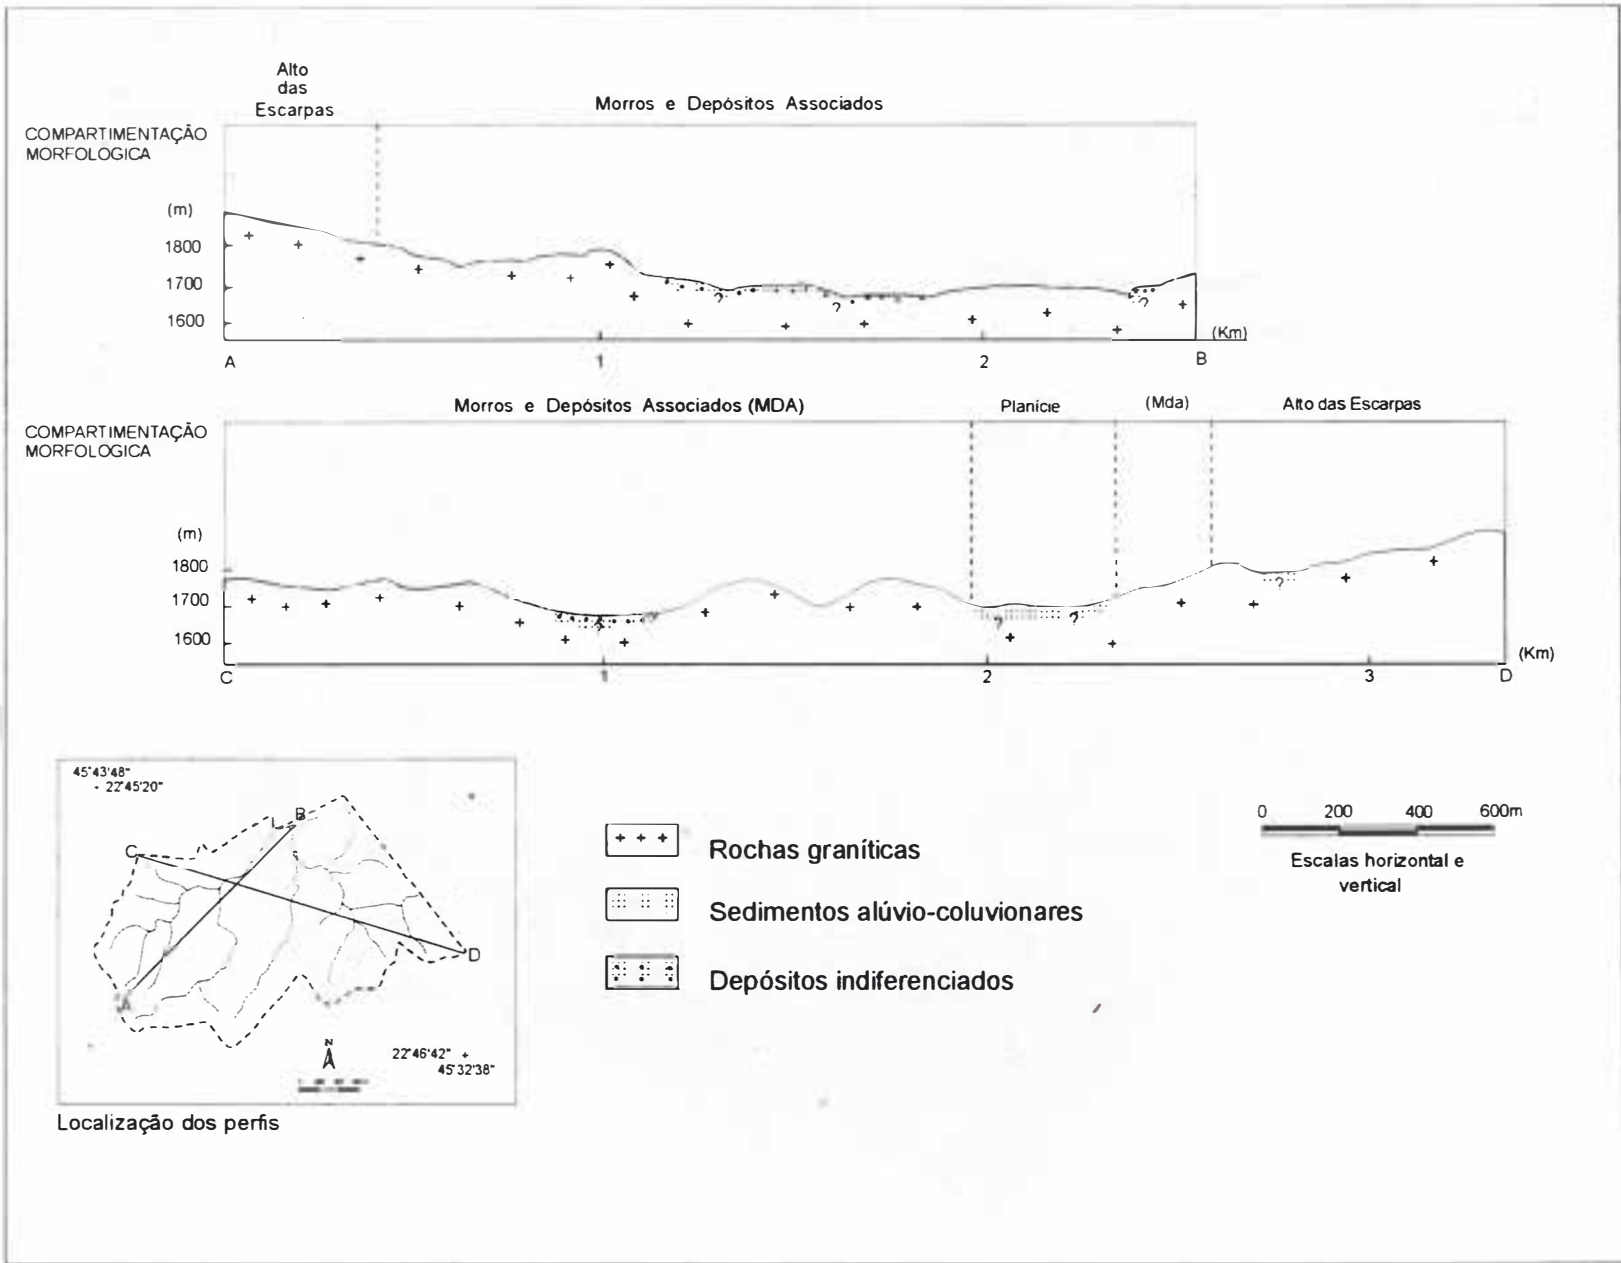 Alto
das
Escarpas
Morros e Depósitos Associados
COMPARTIMENTAÇÃO
MORFOLOGICA
(m)
1800
1700
1600
?
?
?
(Km)
A
1
2
B
Morros e Depósitos Associados (MDA)
Planície
(Mda)
Alto das Escarpas
COMPARTIMENTAÇÃO
MORFOLOGICA
(m)
1800
1700
1600
?
?
?
?
?
(Km)
C
1
2
3
D
45°43'48"
22°45'20"
B
C
D
A
N
22°46'42"
45°32'38"
Localização dos perfis
Rochas graníticas
Sedimentos alúvio-coluvionares
Depósitos indiferenciados
0 200 400 600m
Escalas horizontal e
vertical